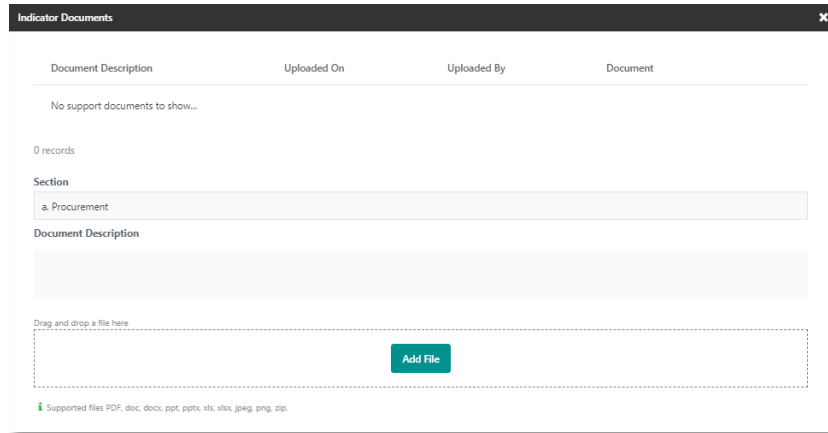 Indicator Documents
Document Description Uploaded On Uploaded By Document
No support documents to show...
0 records
Section
a. Procurement
Document Description
Drag and drop a file here
Add File
Supported files PDF, doc, docx, ppt, pptx, xls, xlsx, jpeg, png, zip.